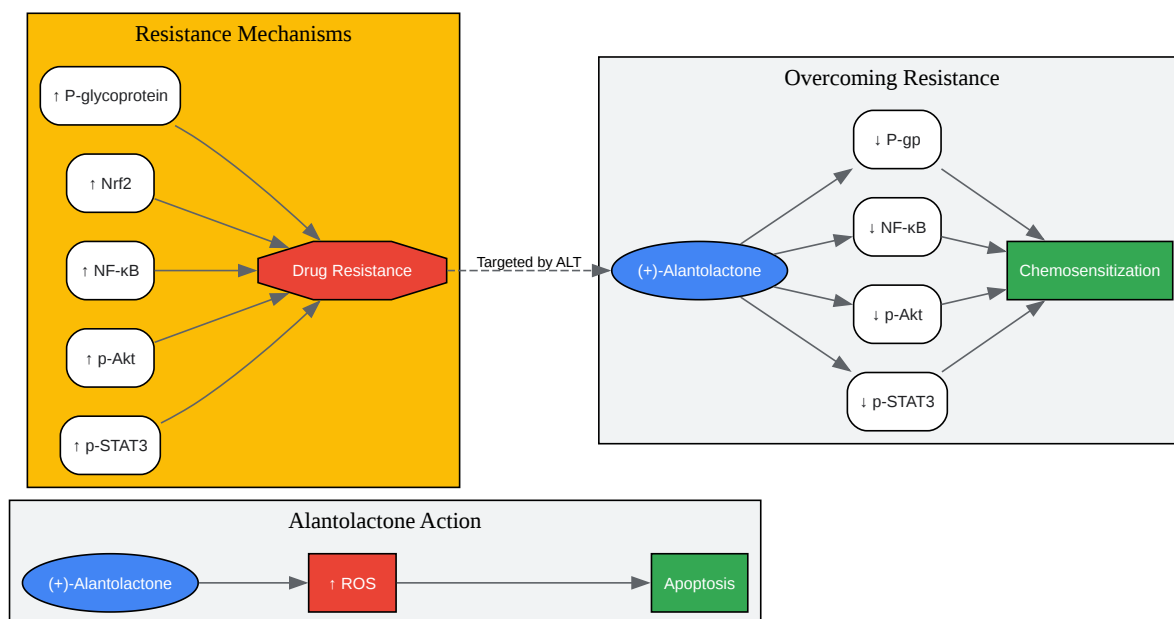 Resistance Mechanisms
↑ P-glycoprotein
↑ Nrf2
↑ NF-κB
↑ p-Akt
↑ p-STAT3
Drug Resistance
Targeted by ALT
Overcoming Resistance
(+)-Alantolactone
↓ P-gp
↓ NF-κB
↓ p-Akt
↓ p-STAT3
Chemosensitization
Alantolactone Action
(+)-Alantolactone
↑ ROS
Apoptosis